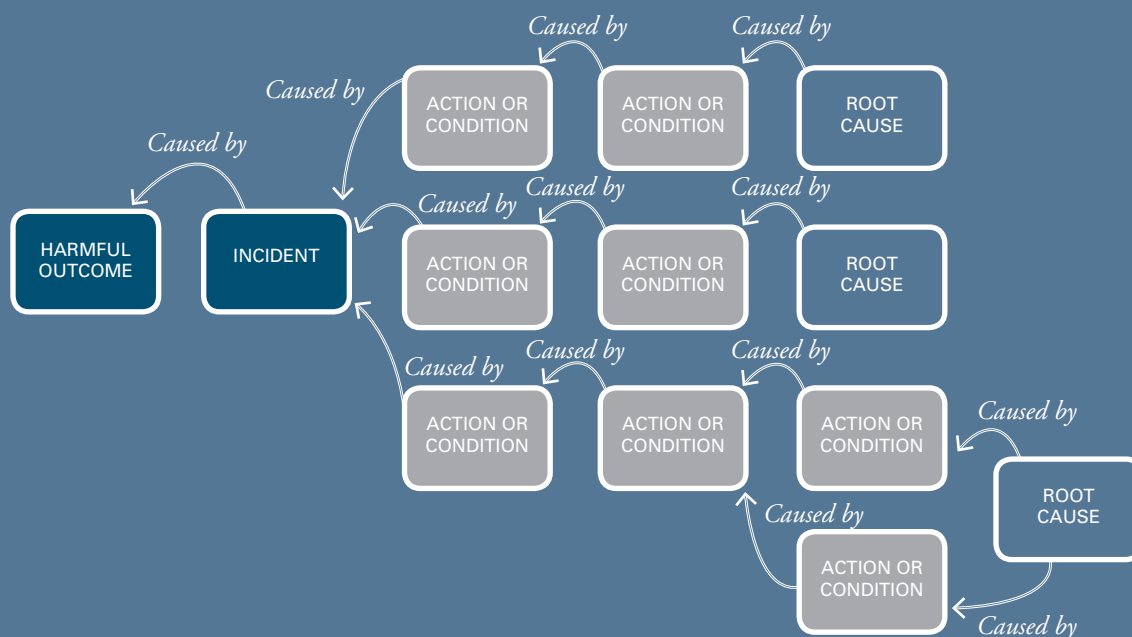 Caused by
Caused by
Caused by
ACTION OR
CONDITION
ACTION OR
CONDITION
ROOT
CAUSE
Caused by
HARMFUL
OUTCOME
INCIDENT
Caused by
Caused by
Caused by
ACTION OR
CONDITION
ACTION OR
CONDITION
ROOT
CAUSE
Caused by
Caused by
Caused by
ACTION OR
CONDITION
ACTION OR
CONDITION
ACTION OR
CONDITION
Caused by
ROOT
CAUSE
Caused by
ACTION OR
CONDITION
Caused by